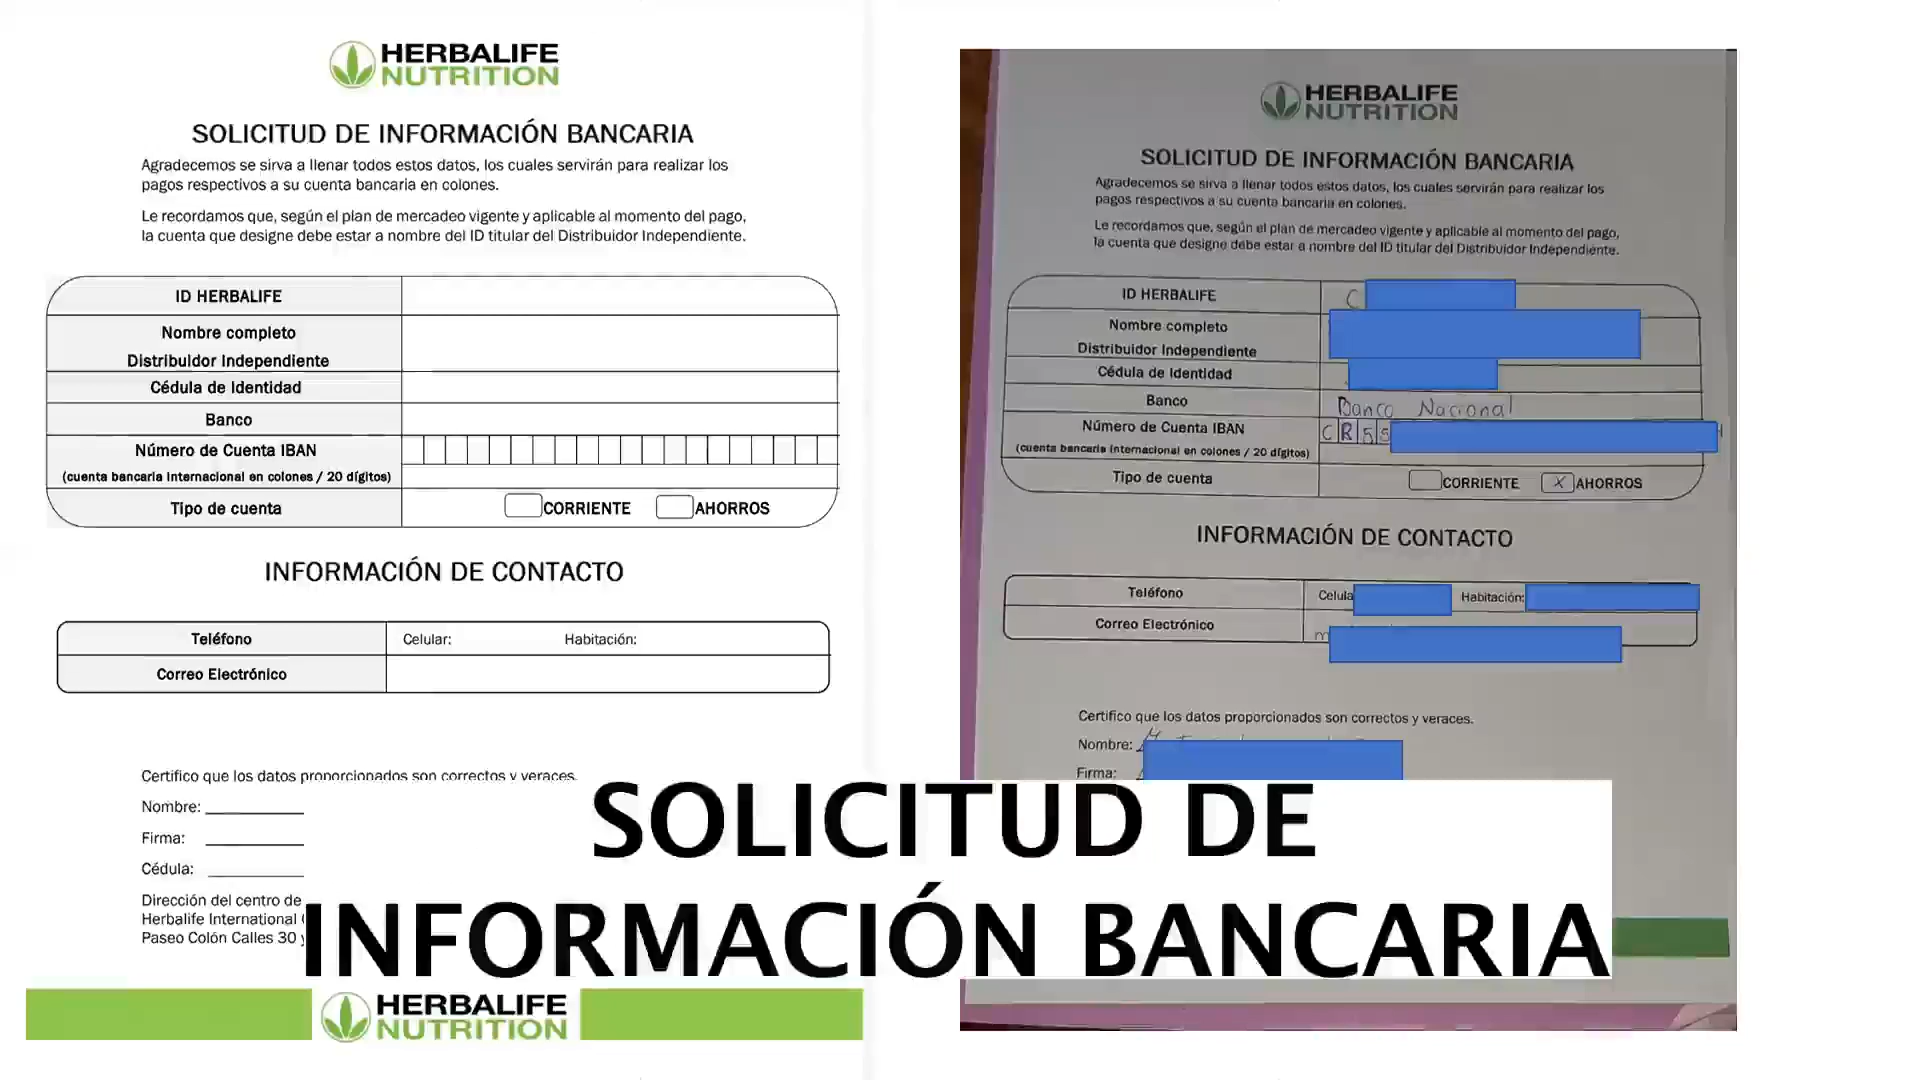 HERBALIFE
NUTRITION
SOLICITUD DE INFORMACIÓN BANCARIA
Agradecemos se sirva a llenar todos estos datos, los cuales servirán para realizar los
pagos respectivos a su cuenta bancaria en colones.
Le recordamos que, según el plan de mercadeo vigente y aplicable al momento del pago,
la cuenta que designe debe estar a nombre del ID titular del Distribuidor Independiente.
ID HERBALIFE
Nombre completo
Distribuidor Independiente
Cédula de Identidad
Banco
Número de Cuenta IBAN
(cuenta bancaria internacional en colones / 20 dígitos)
Tipo de cuenta CORRIENTE AHORROS
INFORMACIÓN DE CONTACTO
Teléfono Celular: Habitación:
Correo Electrónico
Certifico que los datos proporcionados son correctos y veraces.
Nombre:
Firma:
Cédula:
Dirección del centro de
Herbalife International
Paseo Colón Calles 30 y
HERBALIFE
NUTRITION
HERBALIFE
NUTRITION
SOLICITUD DE INFORMACIÓN BANCARIA
Agradecemos se sirva a llenar todos estos datos, los cuales servirán para realizar los
pagos respectivos a su cuenta bancaria en colones.
Le recordamos que, según el plan de mercadeo vigente y aplicable al momento del pago,
la cuenta que designe debe estar a nombre del ID titular del Distribuidor Independiente.
ID HERBALIFE C
Nombre completo
Distribuidor Independiente
Cédula de Identidad
Banco Banco Nacional
Número de Cuenta IBAN CR55
(cuenta bancaria internacional en colones / 20 dígitos)
Tipo de cuenta CORRIENTE X AHORROS
INFORMACIÓN DE CONTACTO
Teléfono Celula Habitación:
Correo Electrónico m
Certifico que los datos proporcionados son correctos y veraces.
Nombre:
Firma:
SOLICITUD DE
INFORMACIÓN BANCARIA